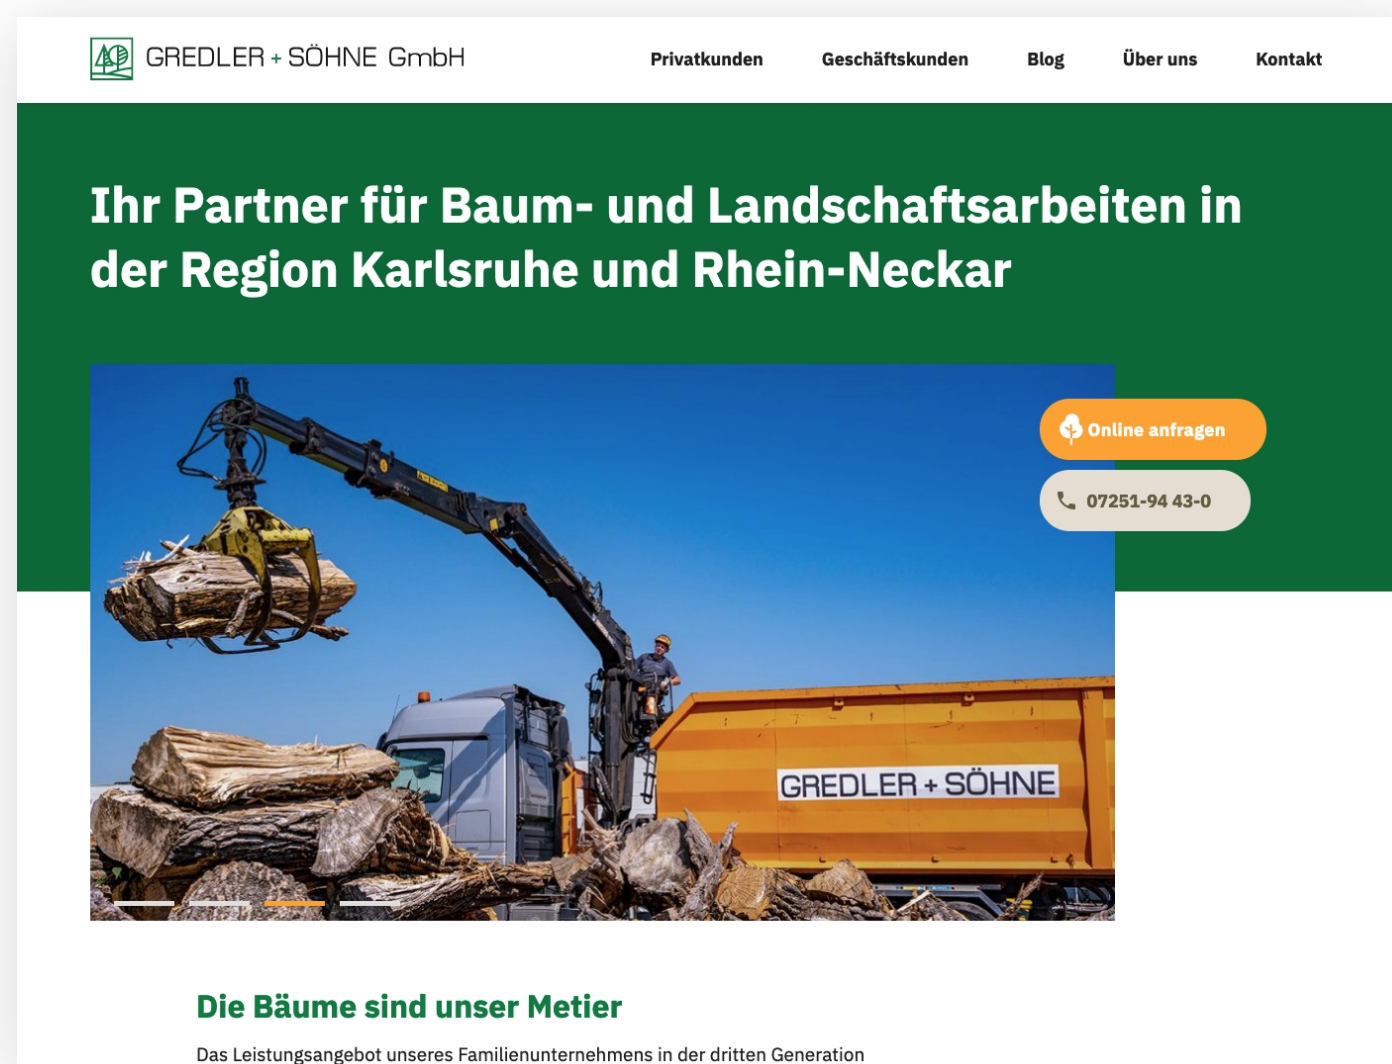 GREDLER + SÖHNE GmbH
Privatkunden
Geschäftskunden
Blog
Über uns
Kontakt
Ihr Partner für Baum- und Landschaftsarbeiten in
der Region Karlsruhe und Rhein-Neckar
Online anfragen
07251-94 43-0
GREDLER + SÖHNE
Die Bäume sind unser Metier
Das Leistungsangebot unseres Familienunternehmens in der dritten Generation